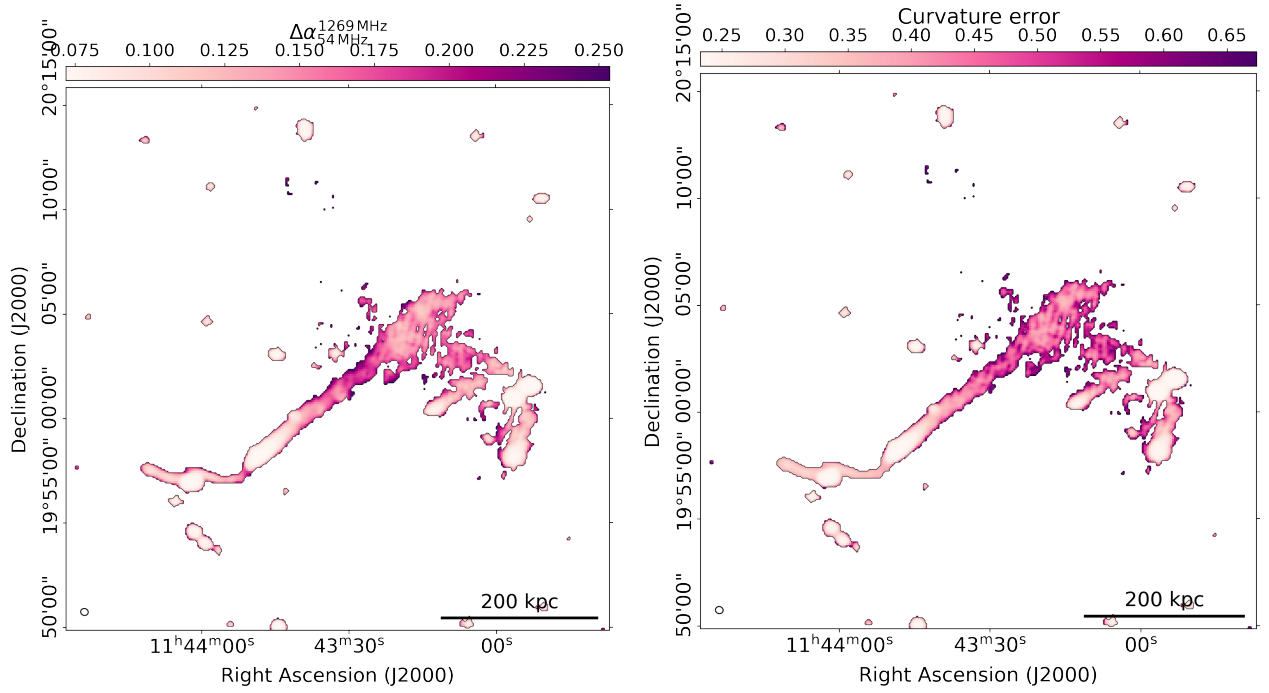 Δα 1269 MHz 54 MHz
0.075 0.100 0.125 0.150 0.175 0.200 0.225 0.250
20°15'00"
10'00"
05'00"
00'00"
19°55'00"
50'00"
Declination (J2000)
200 kpc
11ʰ44ᵐ00ˢ 43ᵐ30ˢ 00ˢ
Right Ascension (J2000)
Curvature error
0.25 0.30 0.35 0.40 0.45 0.50 0.55 0.60 0.65
20°15'00"
10'00"
05'00"
00'00"
19°55'00"
50'00"
Declination (J2000)
200 kpc
11ʰ44ᵐ00ˢ 43ᵐ30ˢ 00ˢ
Right Ascension (J2000)